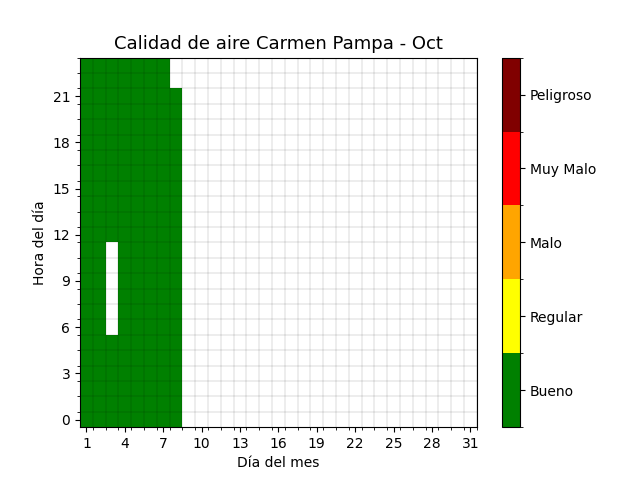 Calidad de aire Carmen Pampa - Oct
Hora del día
21
18
15
12
9
6
3
0
1 4 7 10 13 16 19 22 25 28 31
Día del mes
Peligroso
Muy Malo
Malo
Regular
Bueno